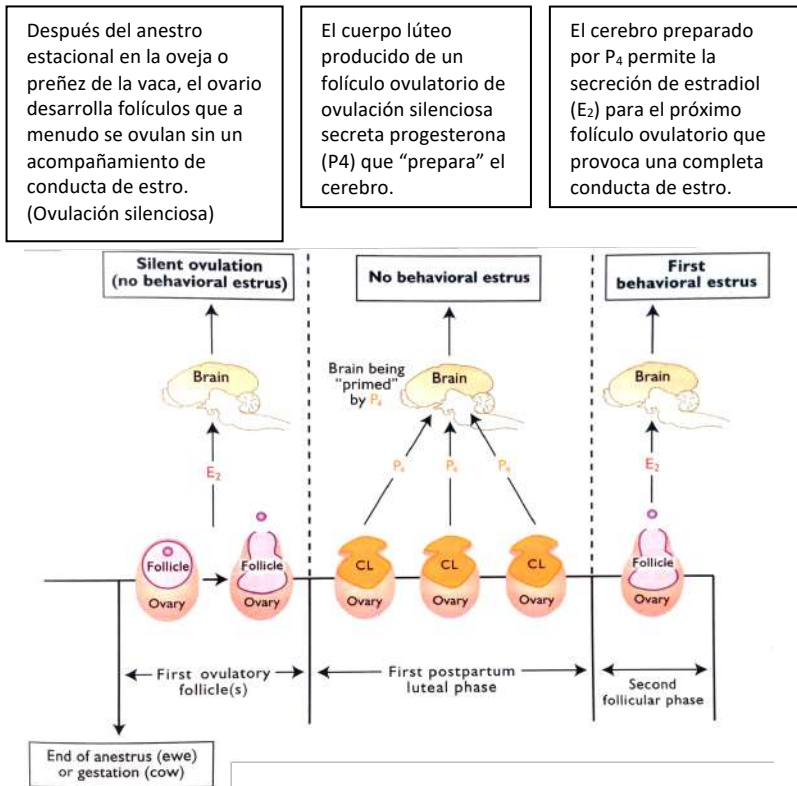 Después del anestro
estacional en la oveja o
preñez de la vaca, el ovario
desarrolla folículos que a
menudo se ovulan sin un
acompañamiento de
conducta de estro.
(Ovulación silenciosa)
El cuerpo lúteo
producido de un
folículo ovulatorio de
ovulación silenciosa
secreta progesterona
(P4) que “prepara” el
cerebro.
El cerebro preparado
por P₄ permite la
secreción de estradiol
(E₂) para el próximo
folículo ovulatorio que
provoca una completa
conducta de estro.
Silent ovulation
(no behavioral estrus)
No behavioral estrus
First
behavioral estrus
Brain
Brain being
"primed"
by P₄
Brain
Brain
E₂
P₄
P₄
P₄
E₂
Follicle
Ovary
Follicle
Ovary
CL
Ovary
CL
Ovary
CL
Ovary
Follicle
Ovary
First ovulatory
follicle(s)
First postpartum
luteal phase
Second
follicular phase
End of anestrus (ewe)
or gestation (cow)